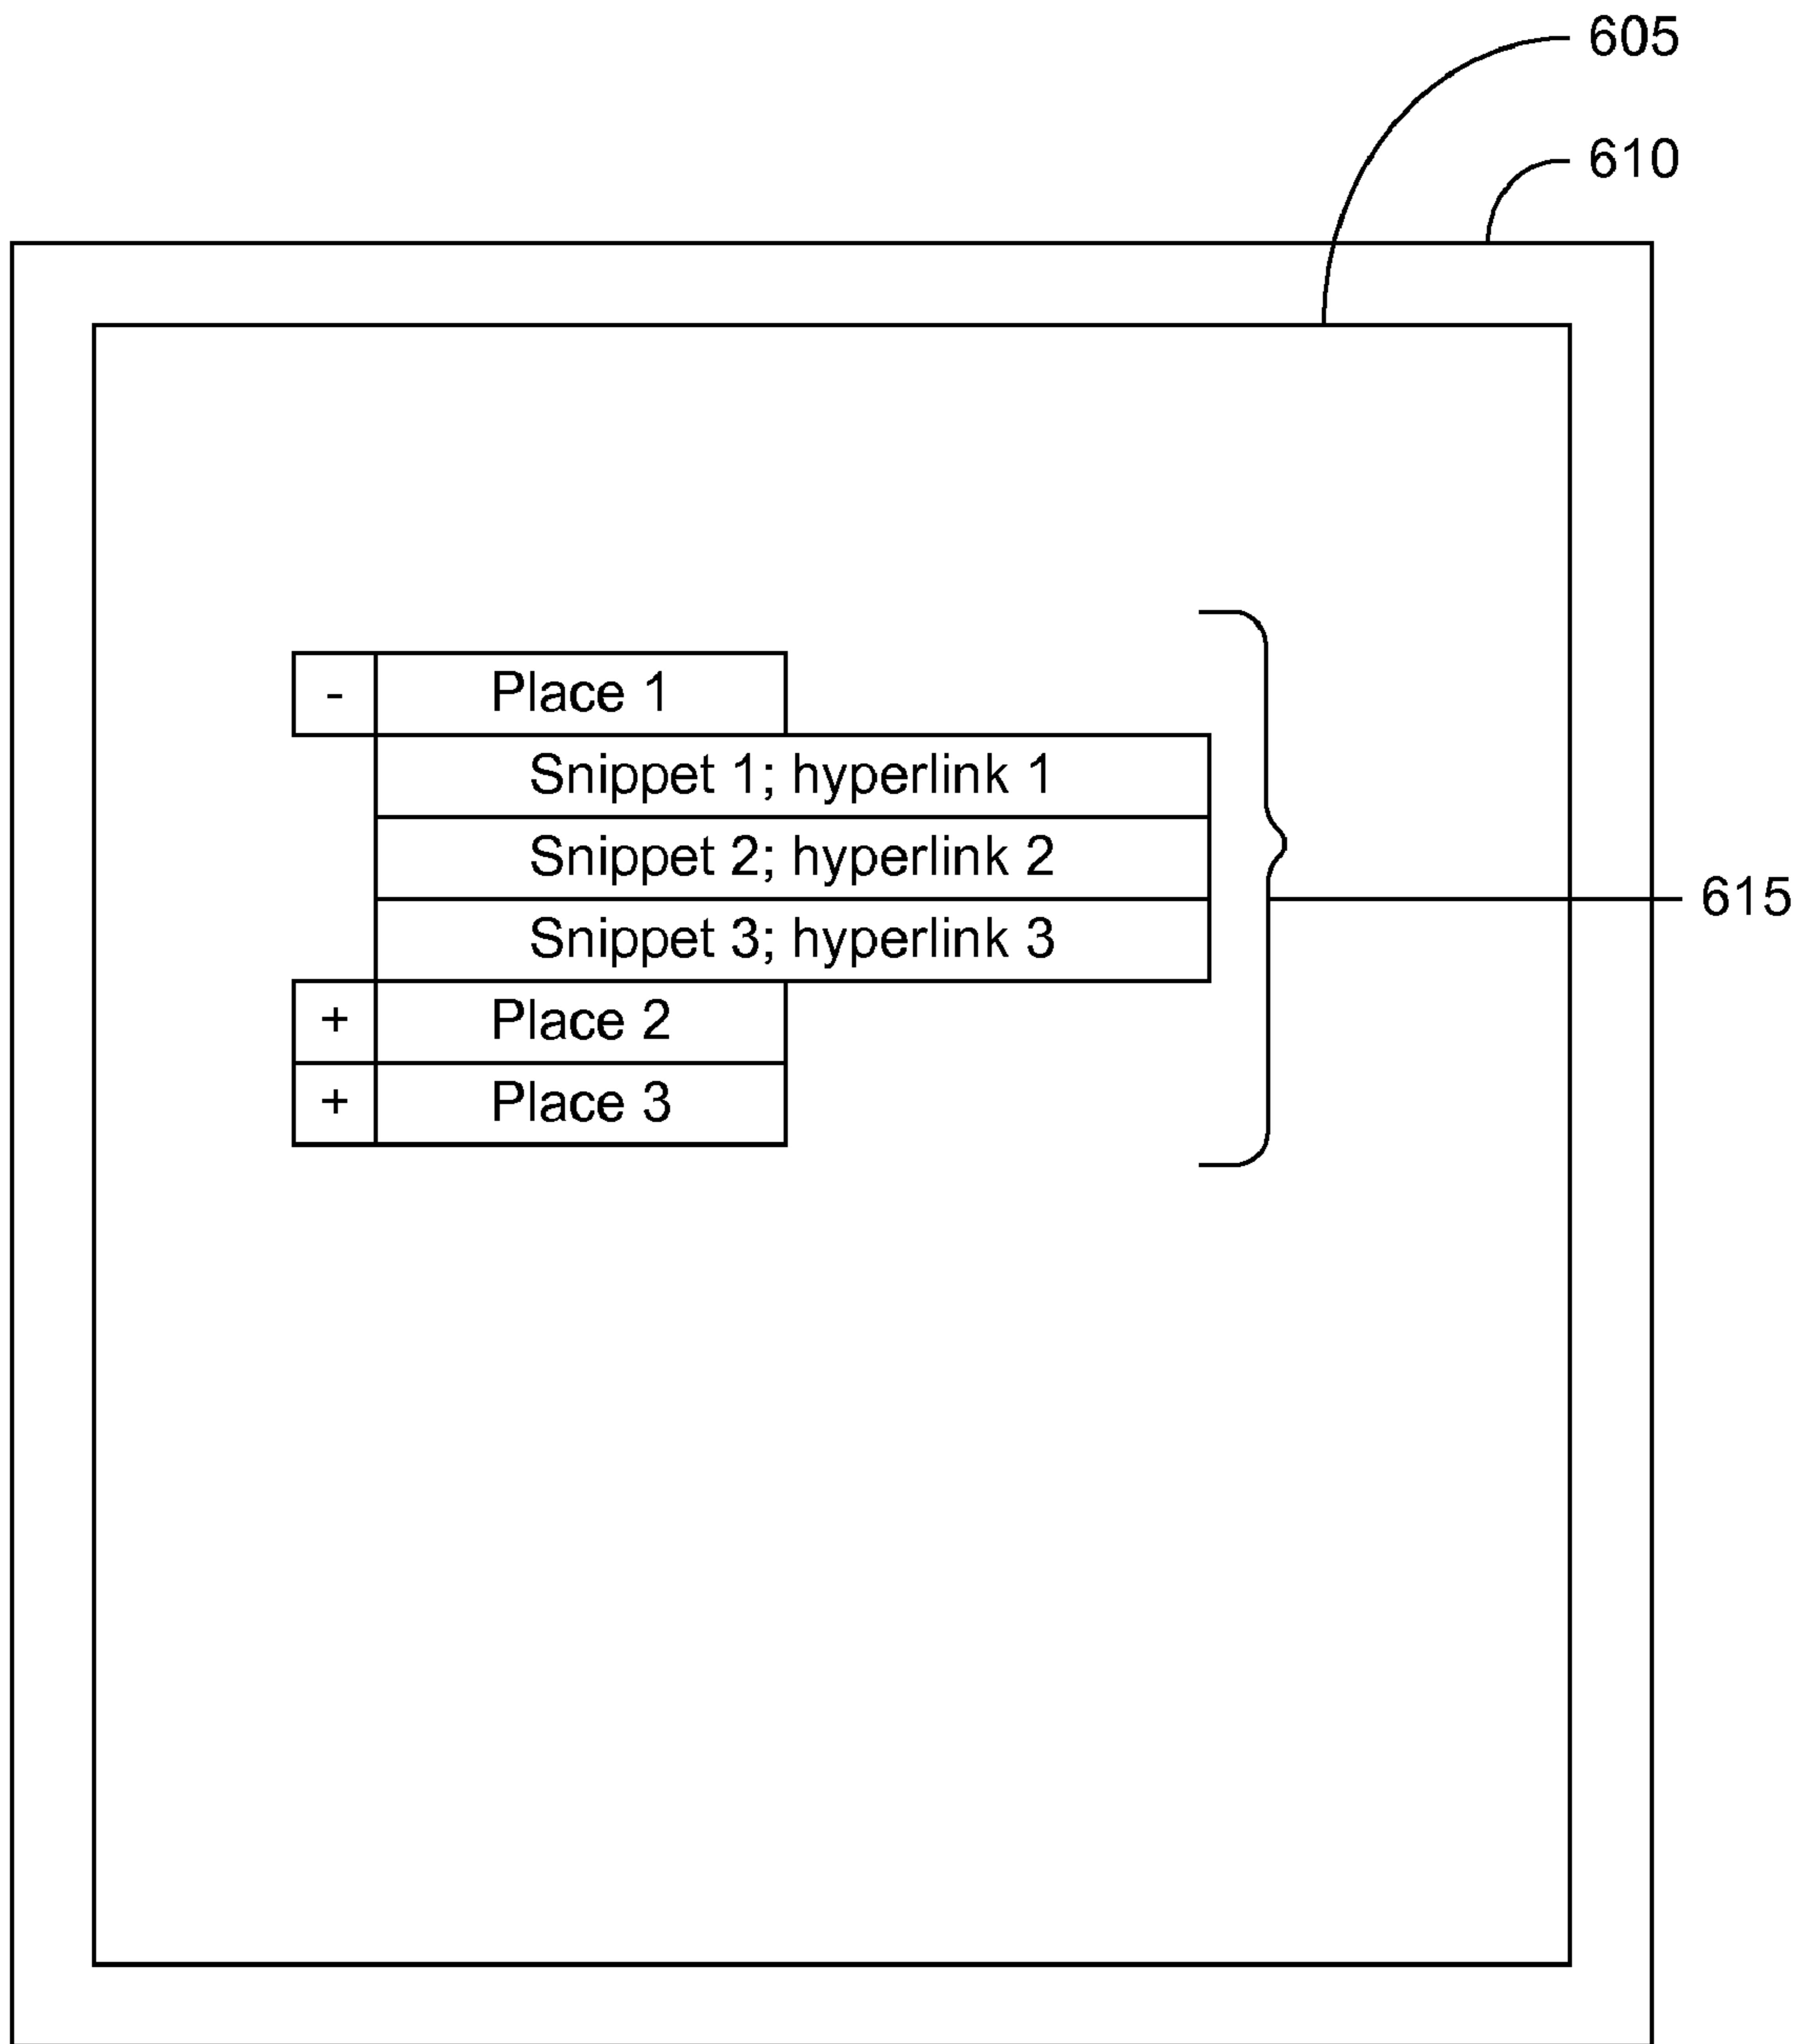 605
610
- Place 1
Snippet 1; hyperlink 1
Snippet 2; hyperlink 2
615
Snippet 3; hyperlink 3
+ Place 2
+ Place 3